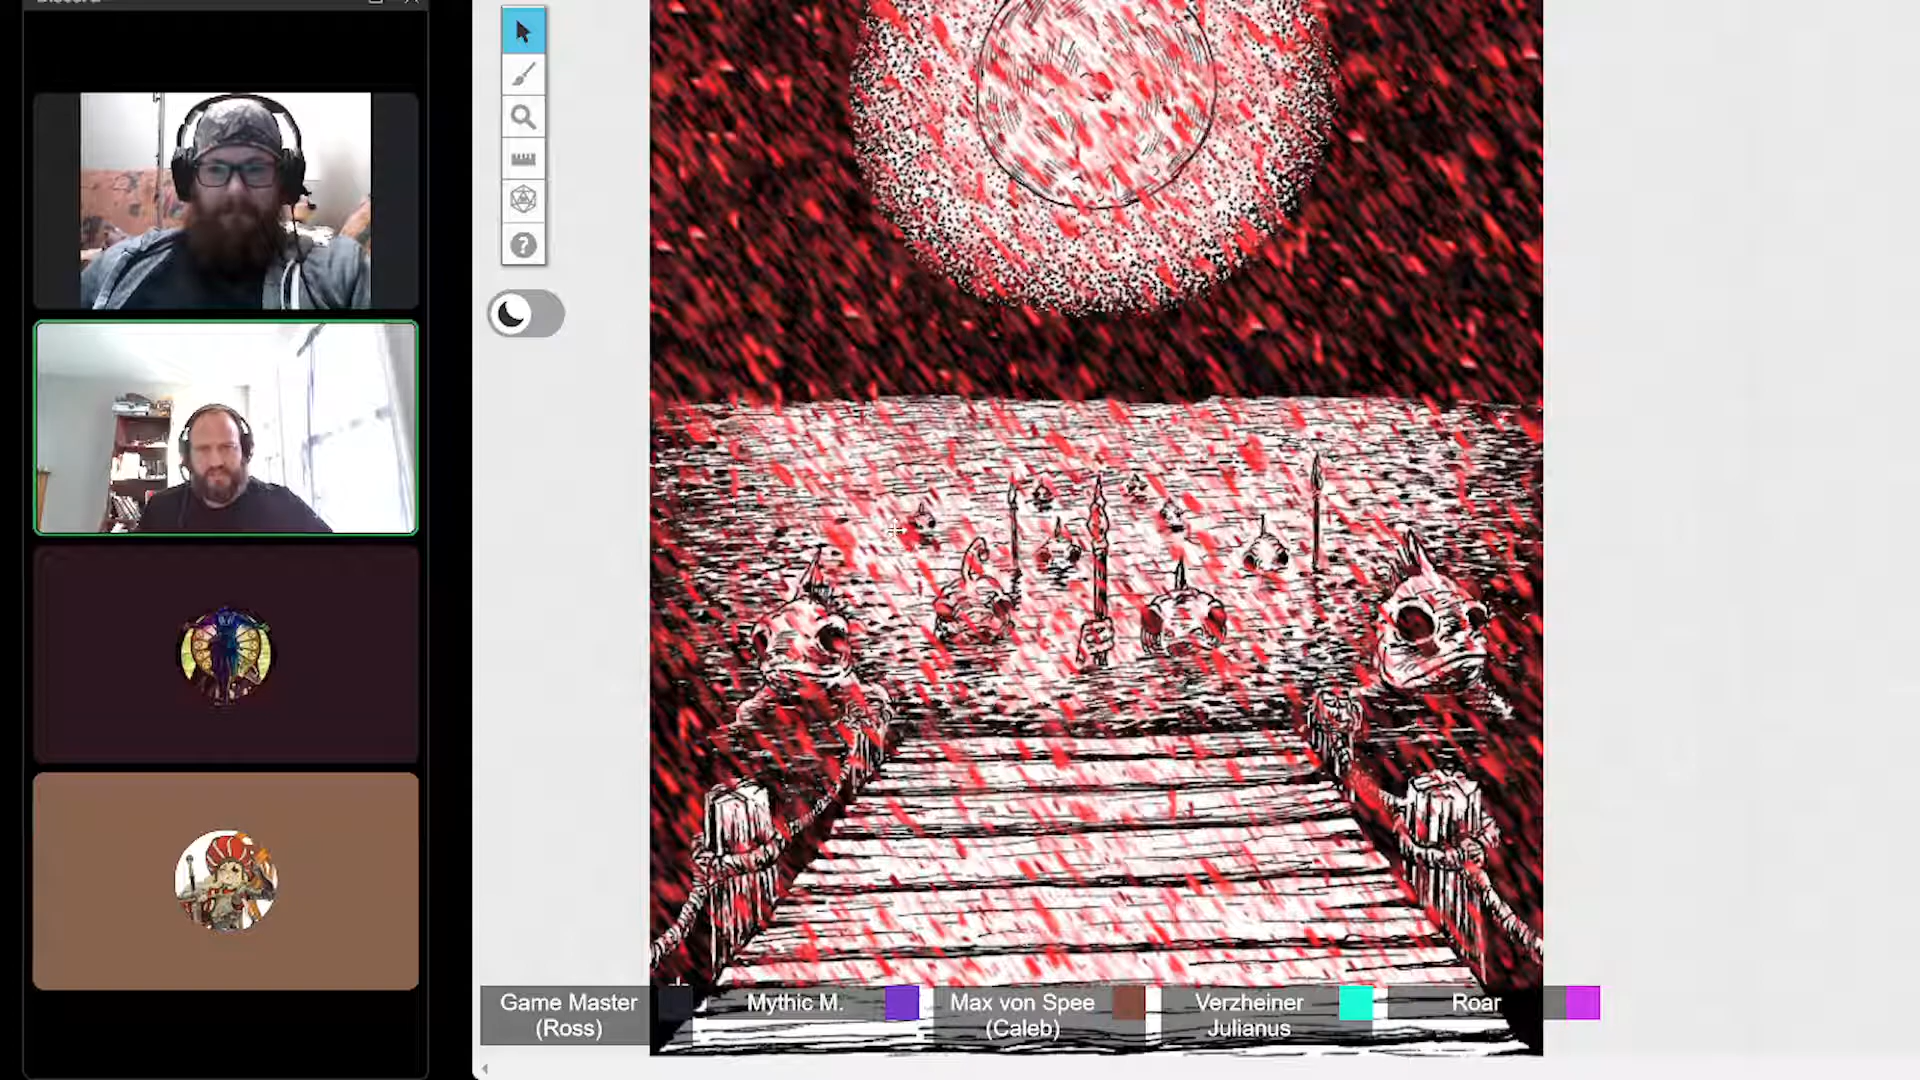 Game Master
(Ross)
Mythic M.
Max von Spee
(Caleb)
Verzheiner
Julianus
Roar